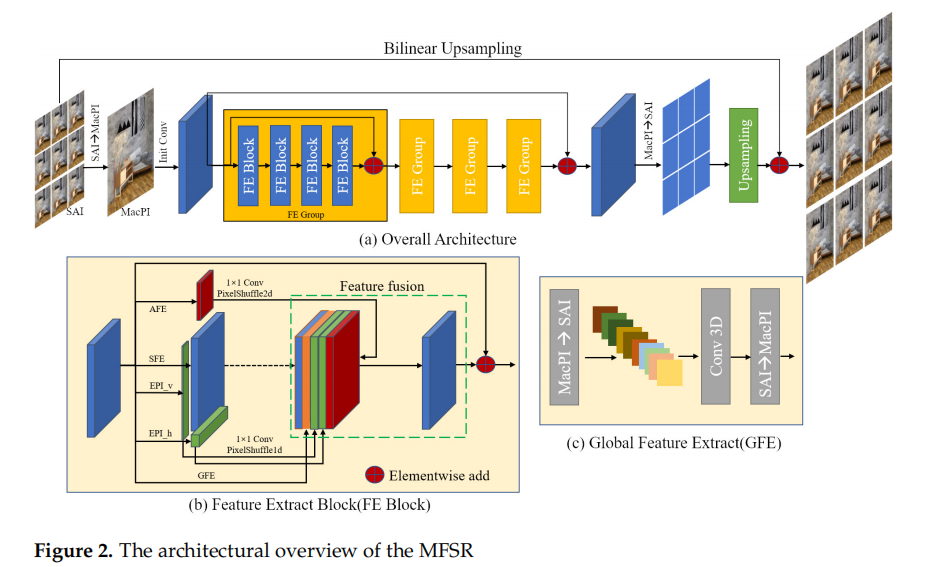 Bilinear Upsampling
SAI→MacPI
SAI
MacPI
Init Conv
FE Block
FE Block
FE Block
FE Block
FE Group
FE Group
FE Group
FE Group
MacPI→SAI
Upsampling
(a) Overall Architecture
1×1 Conv
PixelShuffle2d
Feature fusion
AFE
SFE
EPI_v
EPI_h
1×1 Conv
PixelShuffle1d
GFE
Elementwise add
(b) Feature Extract Block(FE Block)
MacPI → SAI
Conv 3D
SAI→MacPI
(c) Global Feature Extract(GFE)
Figure 2. The architectural overview of the MFSR